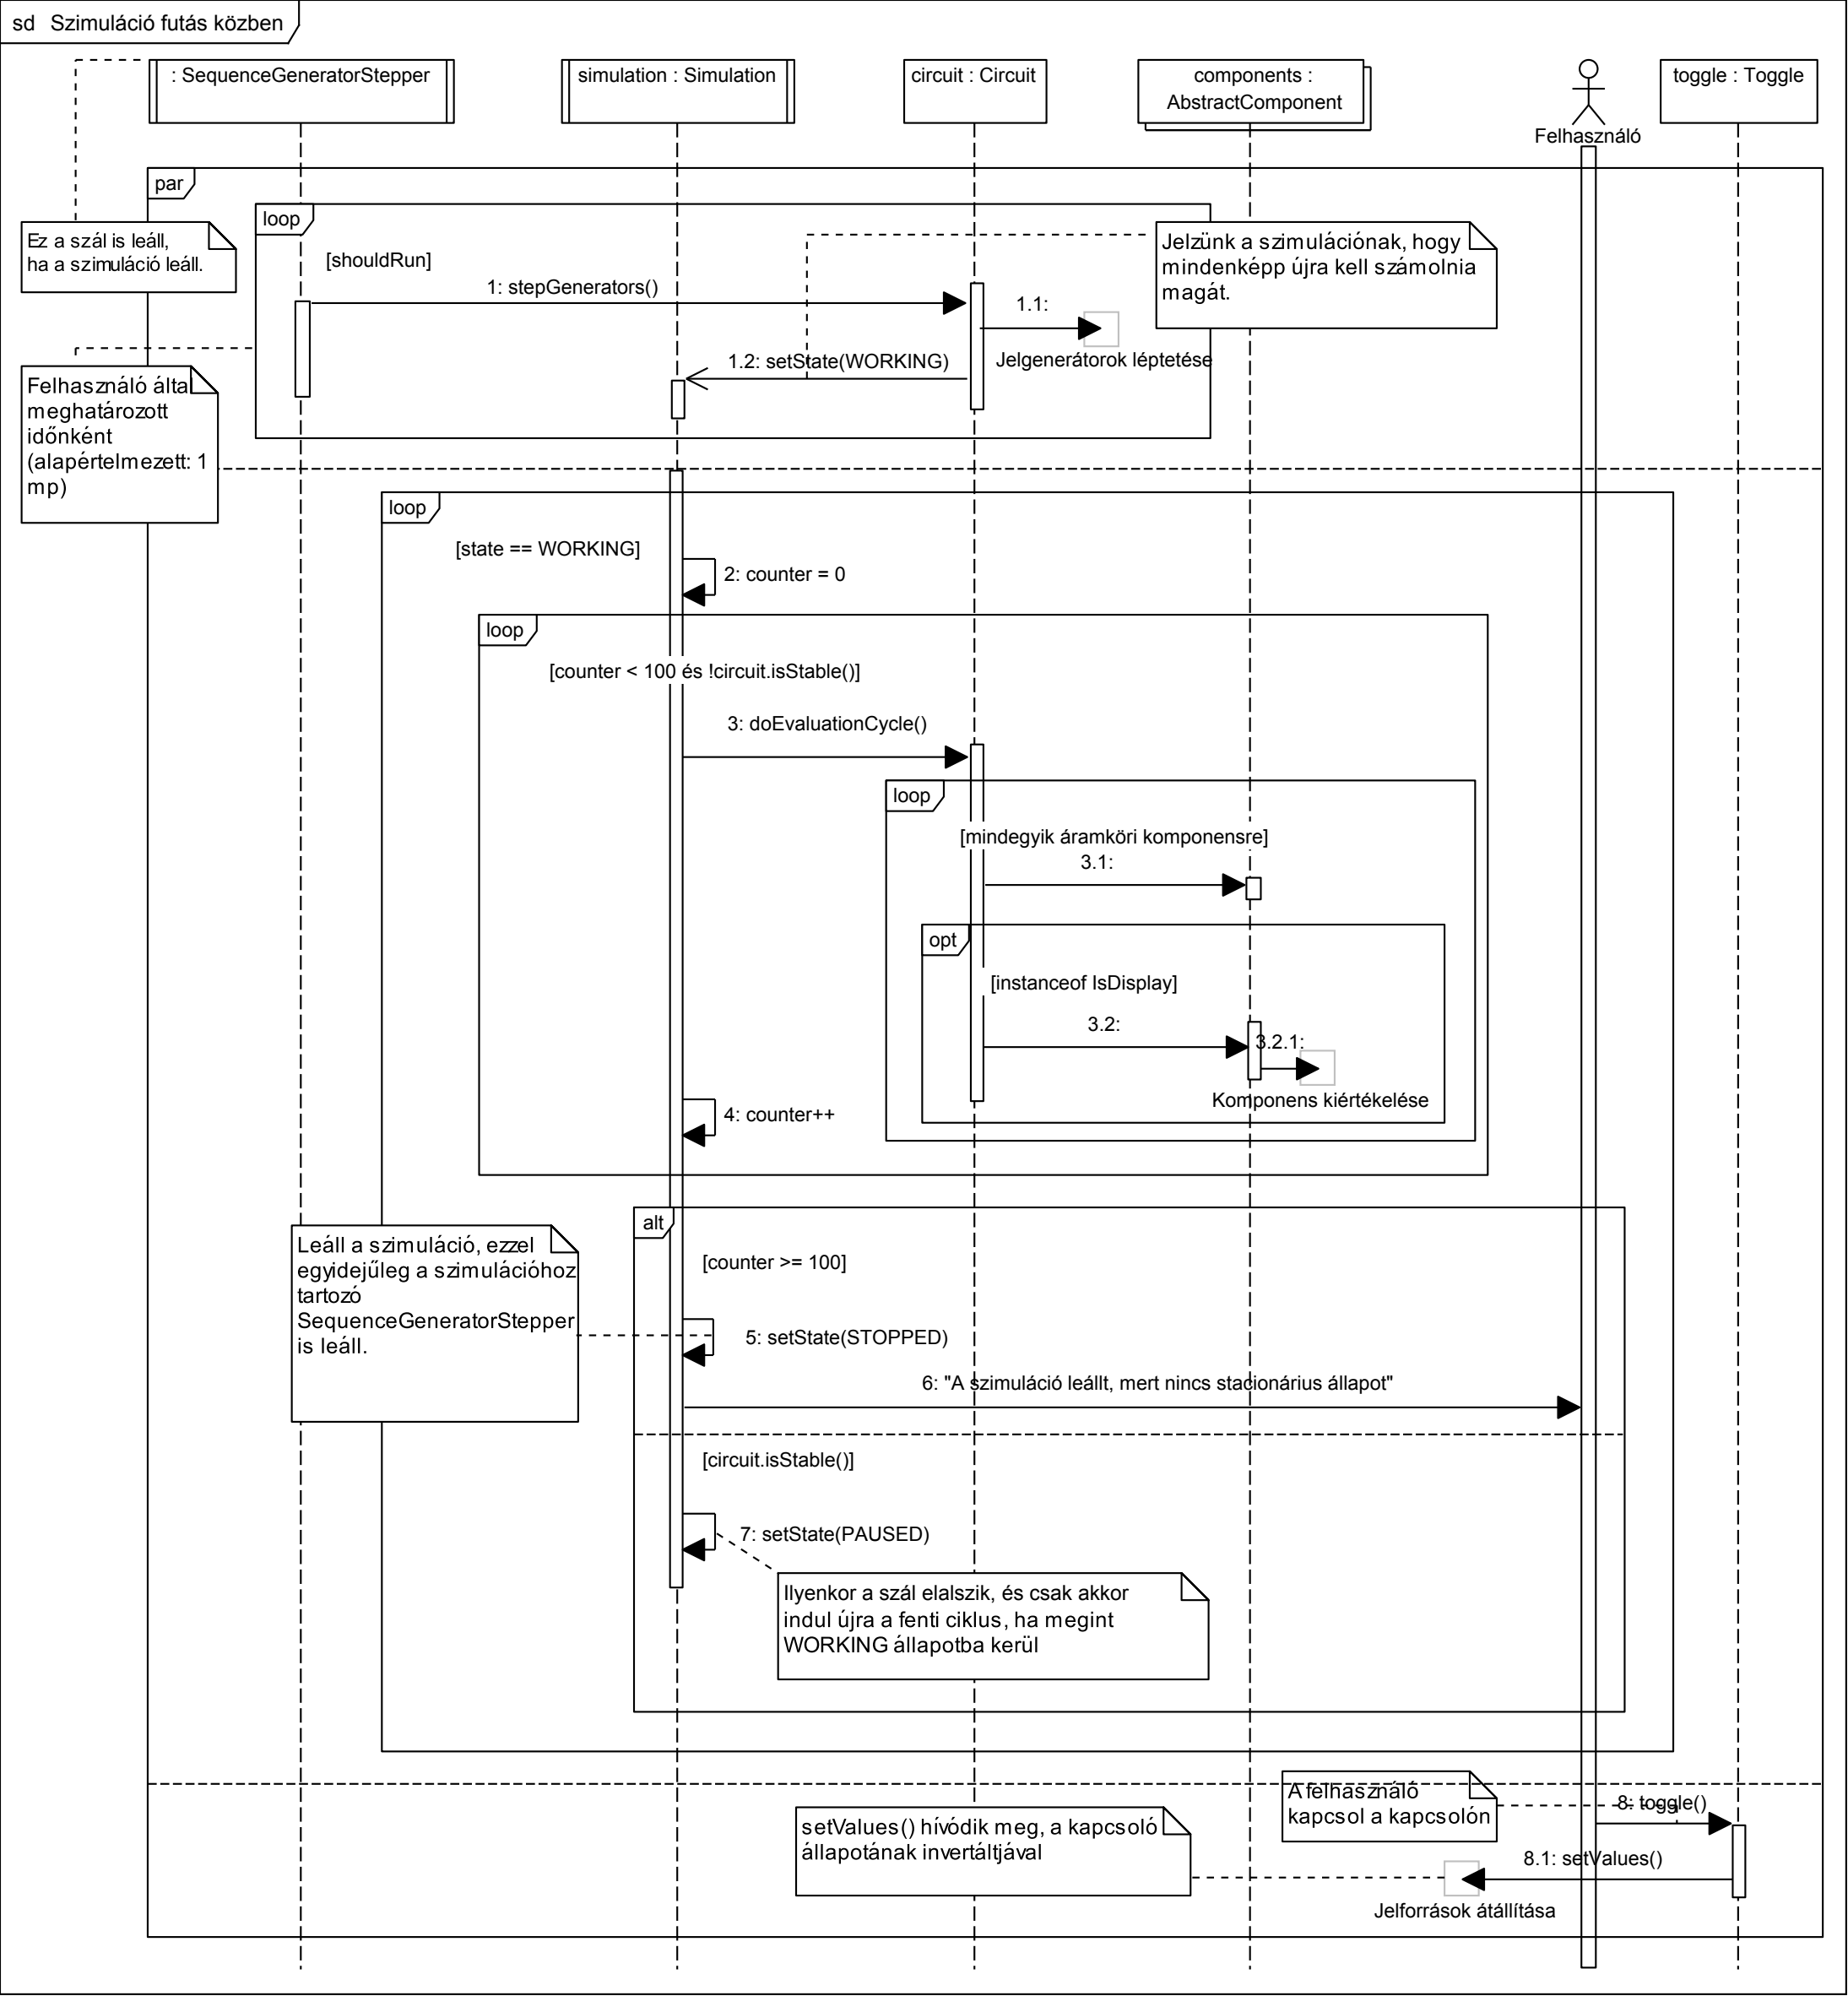 sd Szimuláció futás közben
: SequenceGeneratorStepper
simulation : Simulation
circuit : Circuit
components :
AbstractComponent
Felhasználó
toggle : Toggle
par
loop
Ez a szál is leáll,
ha a szimuláció leáll.
[shouldRun]
Jelzünk a szimulációnak, hogy
mindenképp újra kell számolnia
magát.
1: stepGenerators()
1.1:
Jelgenerátorok léptetése
1.2: setState(WORKING)
Felhasználó által
meghatározott
időnként
(alapértelmezett: 1
mp)
loop
[state == WORKING]
2: counter = 0
loop
[counter < 100 és !circuit.isStable()]
3: doEvaluationCycle()
loop
[mindegyik áramköri komponensre]
3.1:
opt
[instanceof IsDisplay]
3.2:
3.2.1:
Komponens kiértékelése
4: counter++
alt
Leáll a szimuláció, ezzel
egyidejűleg a szimulációhoz
tartozó
SequenceGeneratorStepper
is leáll.
[counter >= 100]
5: setState(STOPPED)
6: "A szimuláció leállt, mert nincs stacionárius állapot"
[circuit.isStable()]
7: setState(PAUSED)
Ilyenkor a szál elalszik, és csak akkor
indul újra a fenti ciklus, ha megint
WORKING állapotba kerül
A felhasználó
kapcsol a kapcsolón
8: toggle()
setValues() hívódik meg, a kapcsoló
állapotának invertáltjával
8.1: setValues()
Jelforrások átállítása